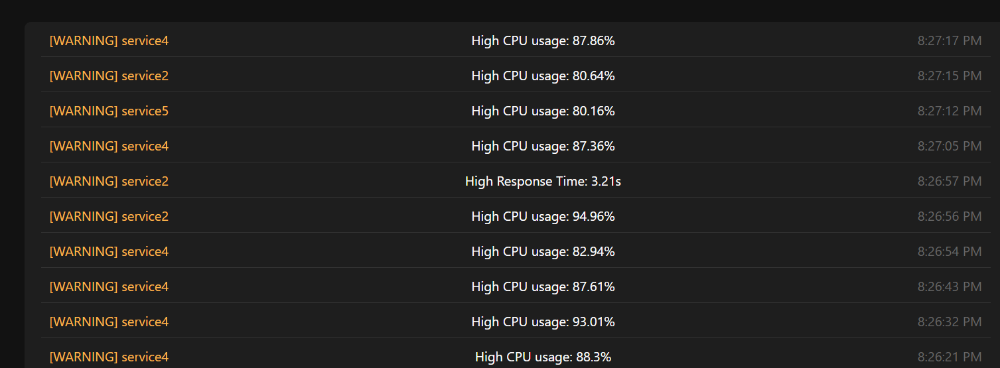 [WARNING] service4 High CPU usage: 87.86% 8:27:17 PM
[WARNING] service2 High CPU usage: 80.64% 8:27:15 PM
[WARNING] service5 High CPU usage: 80.16% 8:27:12 PM
[WARNING] service4 High CPU usage: 87.36% 8:27:05 PM
[WARNING] service2 High Response Time: 3.21s 8:26:57 PM
[WARNING] service2 High CPU usage: 94.96% 8:26:56 PM
[WARNING] service4 High CPU usage: 82.94% 8:26:54 PM
[WARNING] service4 High CPU usage: 87.61% 8:26:43 PM
[WARNING] service4 High CPU usage: 93.01% 8:26:32 PM
[WARNING] service4 High CPU usage: 88.3% 8:26:21 PM